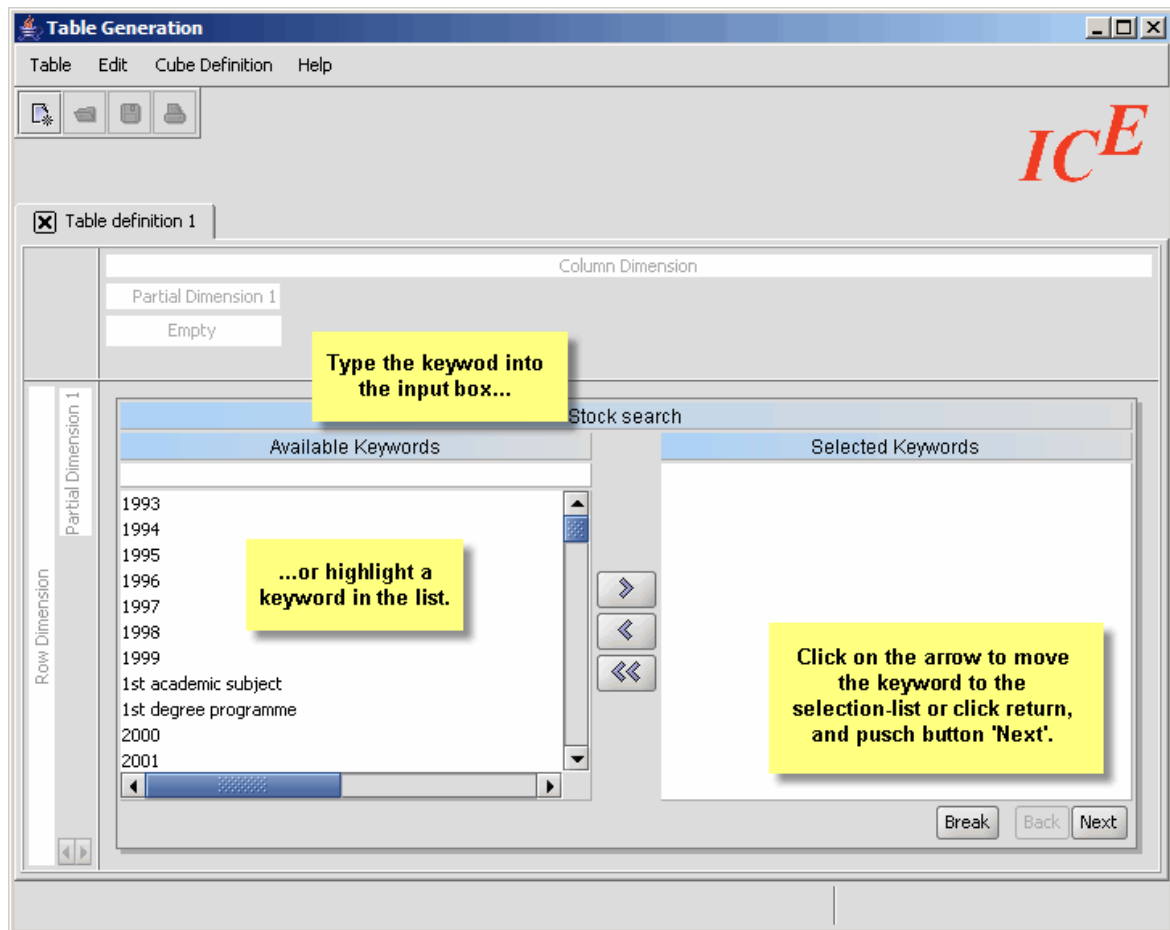 Table Generation
Table Edit Cube Definition Help
ICE
Table definition 1
Column Dimension
Partial Dimension 1
Empty
Type the keywod into
the input box...
Row Dimension
Partial Dimension 1
Stock search
Available Keywords
Selected Keywords
1993
1994
1995
1996
1997
1998
1999
1st academic subject
1st degree programme
2000
2001
...or highlight a
keyword in the list.
Click on the arrow to move
the keyword to the
selection-list or click return,
and pusch button 'Next'.
Break Back Next